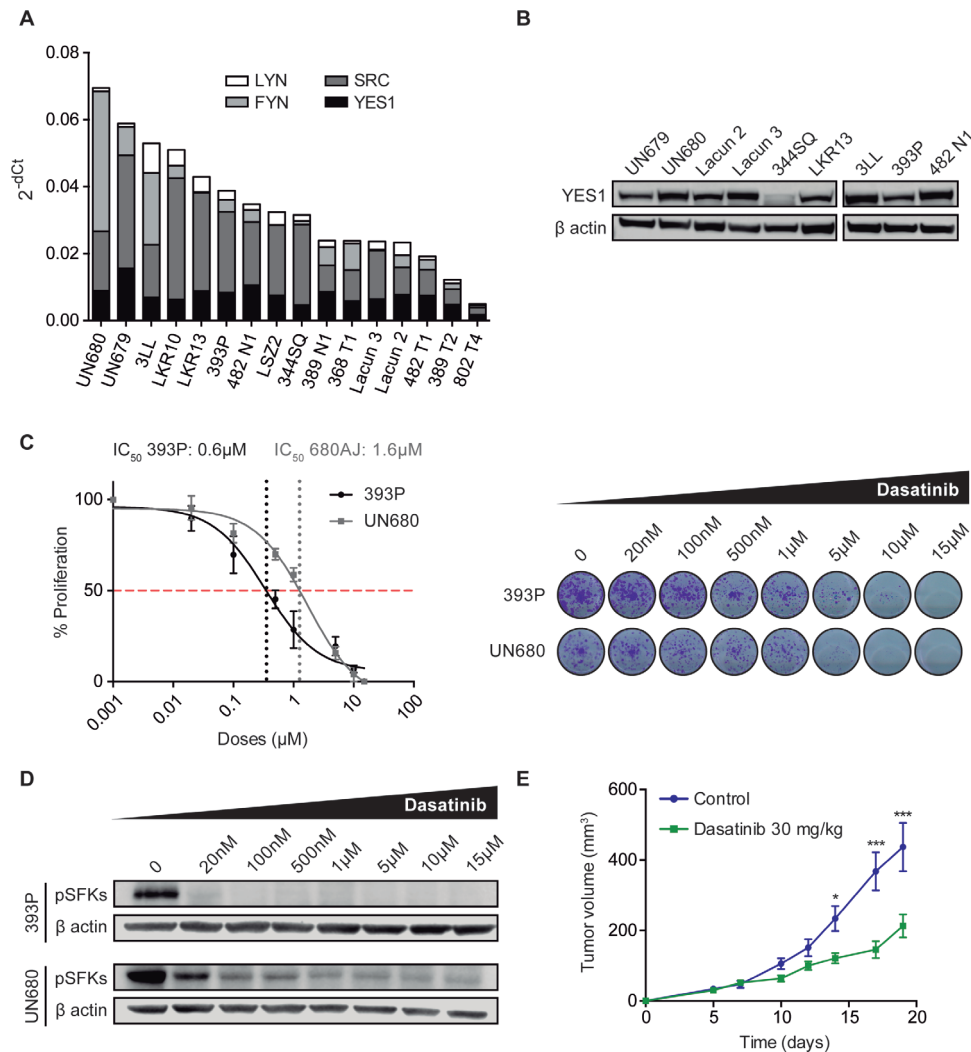 A
0.08
0.06
0.04
0.02
0.00
2-dCt
LYN
SRC
FYN
YES1
UN680
UN679
3LL
LKR10
LKR13
393P
482 N1
LSZ2
344SQ
389 N1
368 T1
Lacun 3
Lacun 2
482 T1
389 T2
802 T4
B
UN679
UN680
Lacun 2
Lacun 3
344SQ
LKR13
3LL
393P
482 N1
YES1
β actin
C
IC50 393P: 0.6µM
IC50 680AJ: 1.6µM
393P
UN680
100
50
0
% Proliferation
0.001
0.01
0.1
1
10
100
Doses (µM)
Dasatinib
0
20nM
100nM
500nM
1µM
5µM
10µM
15µM
393P
UN680
D
Dasatinib
0
20nM
100nM
500nM
1µM
5µM
10µM
15µM
393P
pSFKs
β actin
UN680
pSFKs
β actin
E
Control
Dasatinib 30 mg/kg
600
400
200
0
Tumor volume (mm³)
*
***
***
0
5
10
15
20
Time (days)